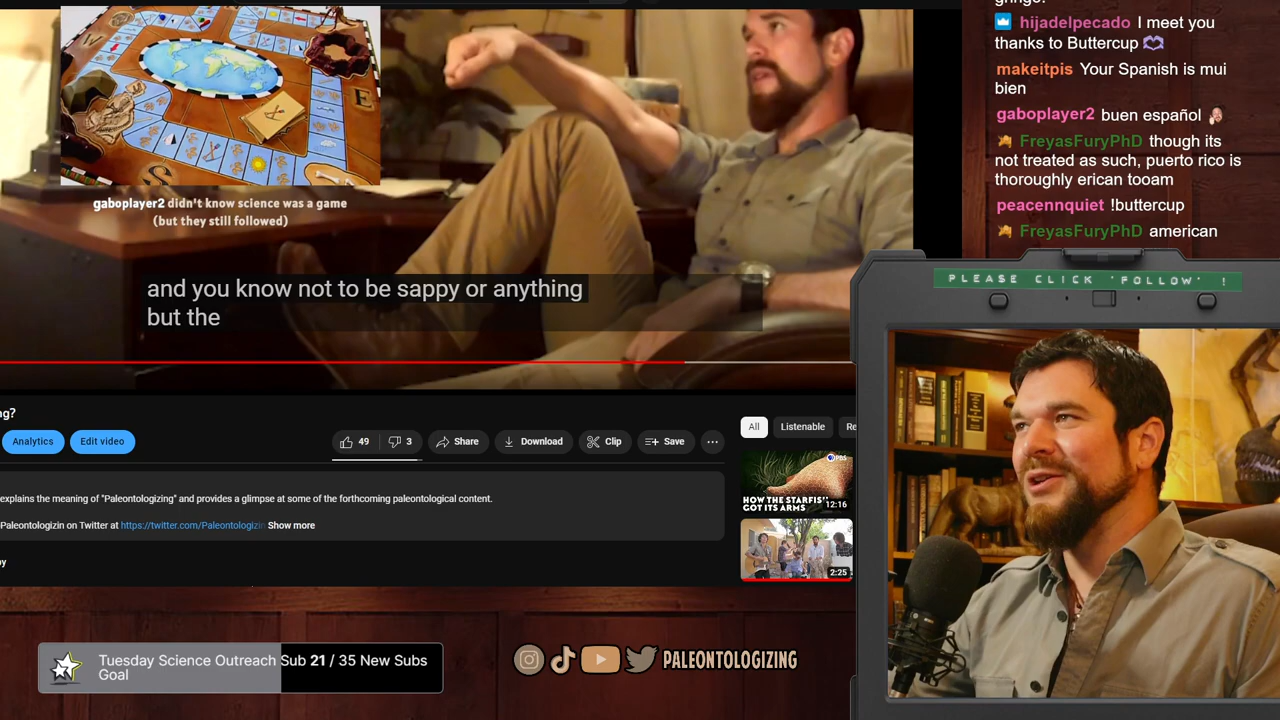 W
E
S
gaboplayer2 didn't know science was a game
(but they still followed)
and you know not to be sappy or anything
but the
ng?
Analytics
Edit video
49
3
Share
Download
Clip
Save
explains the meaning of "Paleontologizing" and provides a glimpse at some of the forthcoming paleontological content.
Paleontologizin on Twitter at https://twitter.com/Paleontologizin Show more
py
All
Listenable
Re
PBS
HOW THE STARFIS
GOT ITS ARMS
12:16
2:25
gringo!
hijadelpecado I meet you
thanks to Buttercup
makeitpis Your Spanish is mui
bien
gaboplayer2 buen español
FreyasFuryPhD though its
not treated as such, puerto rico is
thoroughly erican tooam
peacennquiet !buttercup
FreyasFuryPhD american
PLEASE CLICK 'FOLLOW' !
7
Tuesday Science Outreach Sub 21 / 35 New Subs
Goal
PALEONTOLOGIZING